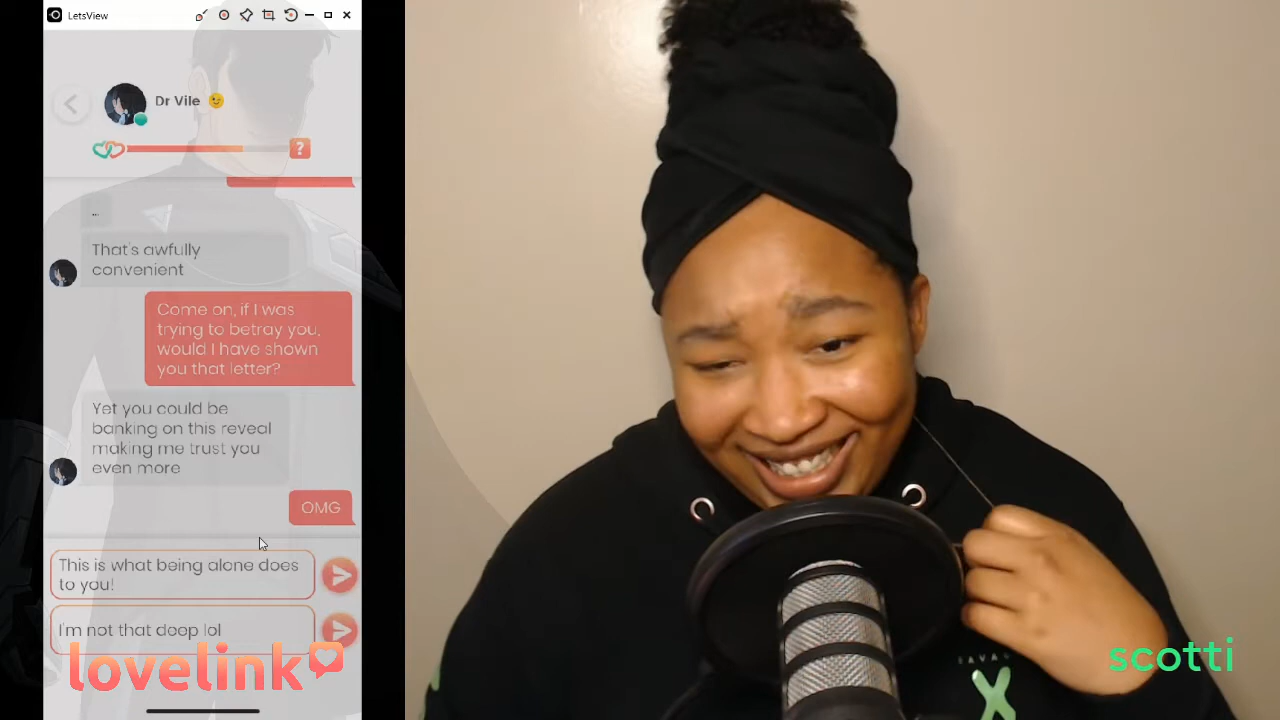 LetsView
Dr Vile
?
...
That's awfully
convenient
Come on, if I was
trying to betray you,
would I have shown
you that letter?
Yet you could be
banking on this reveal
making me trust you
even more
OMG
This is what being alone does
to you!
I'm not that deep lol
lovelink
scotti
X